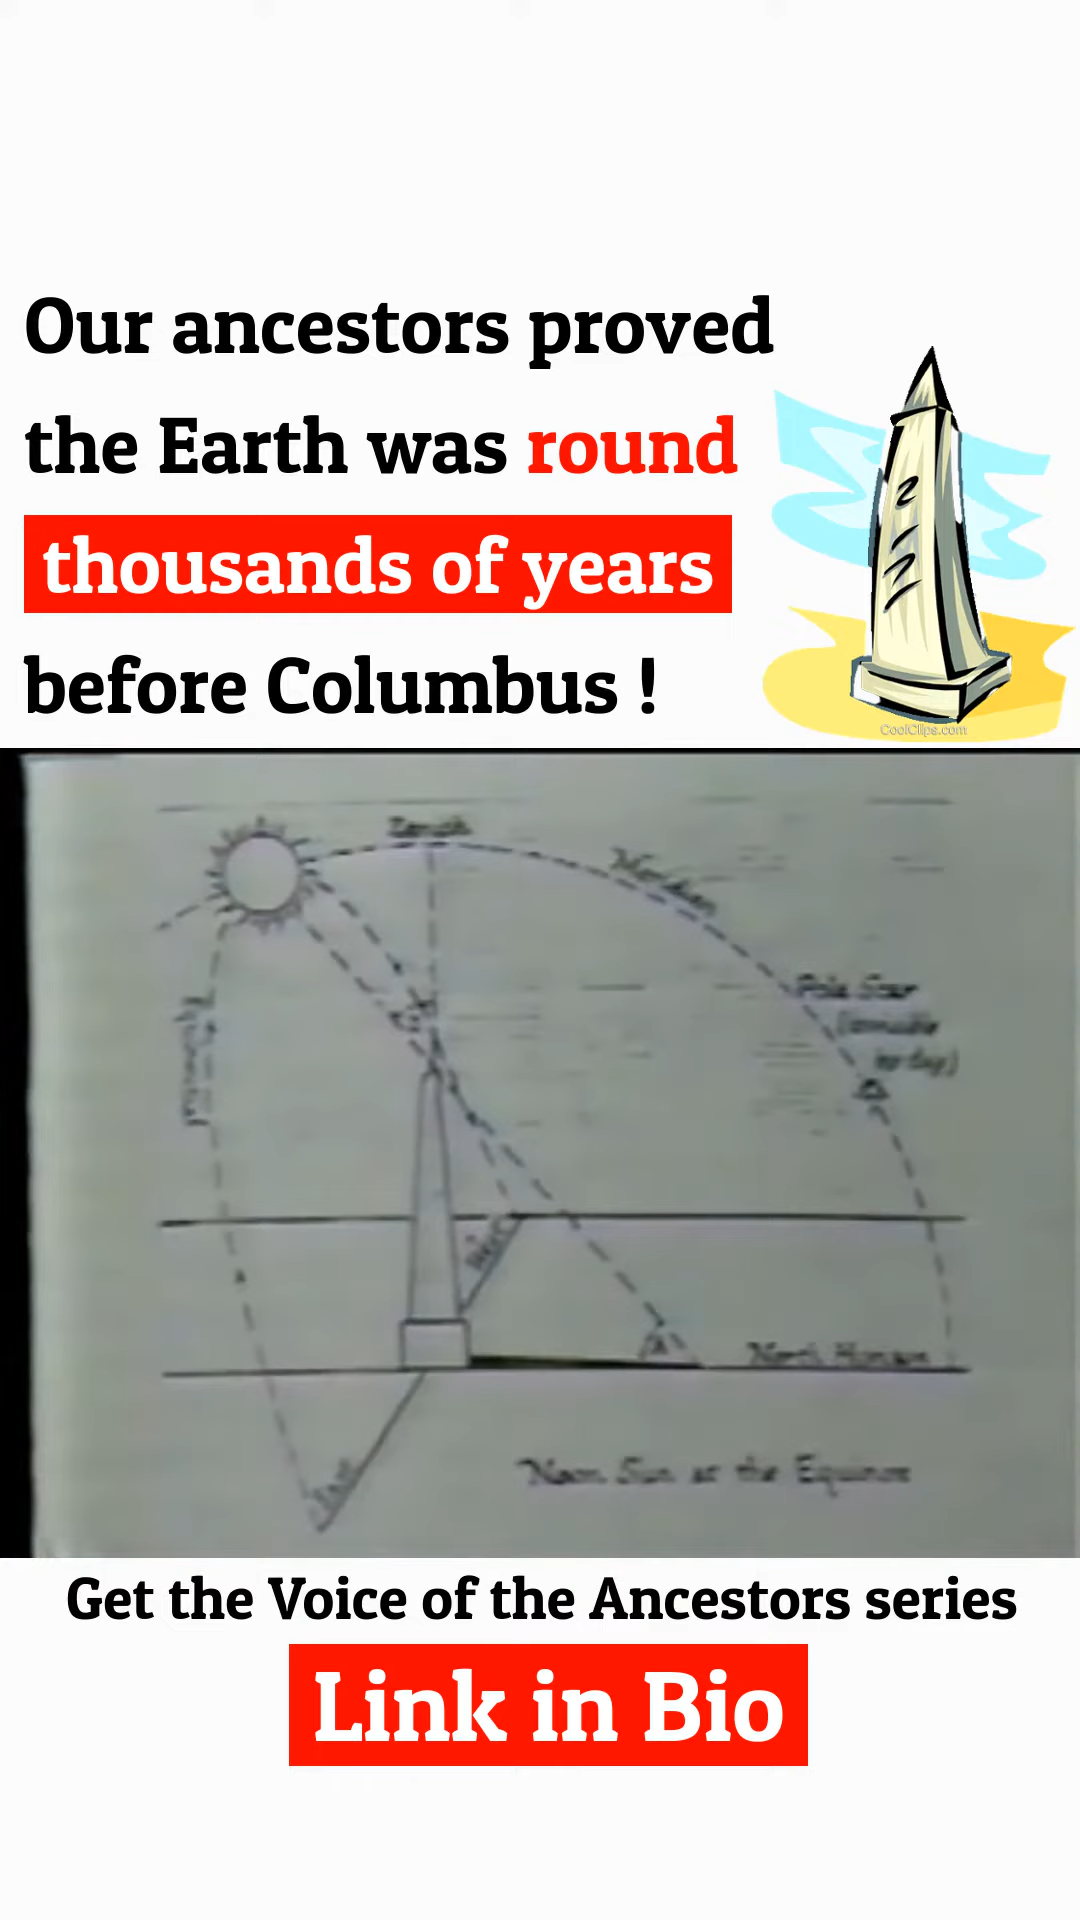 Our ancestors proved
the Earth was round
thousands of years
before Columbus !
CoolClips.com
Zenith
Meridian
Pole Star
(invisible
by day)
North Horizon
Noon Sun at the Equinox
Get the Voice of the Ancestors series
Link in Bio